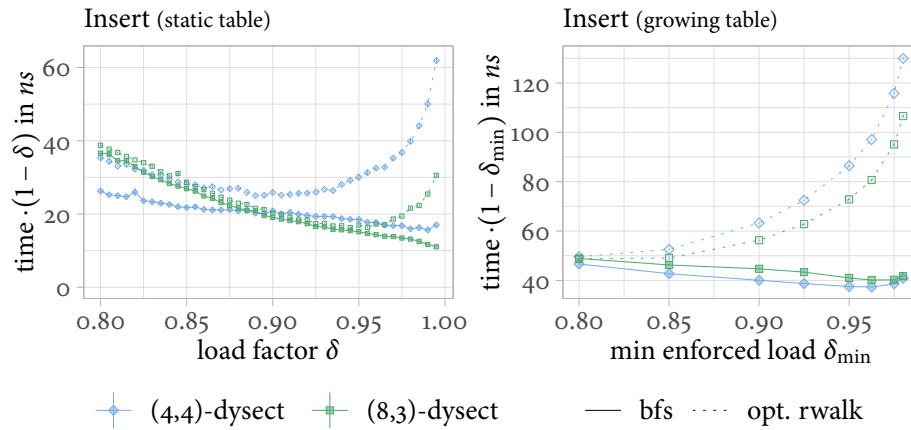 Insert (static table)
time·(1 − δ) in ns
60
40
20
0
0.80 0.85 0.90 0.95 1.00
load factor δ
Insert (growing table)
time·(1 − δmin) in ns
120
100
80
60
40
0.80 0.85 0.90 0.95
min enforced load δmin
(4,4)-dysect (8,3)-dysect bfs opt. rwalk